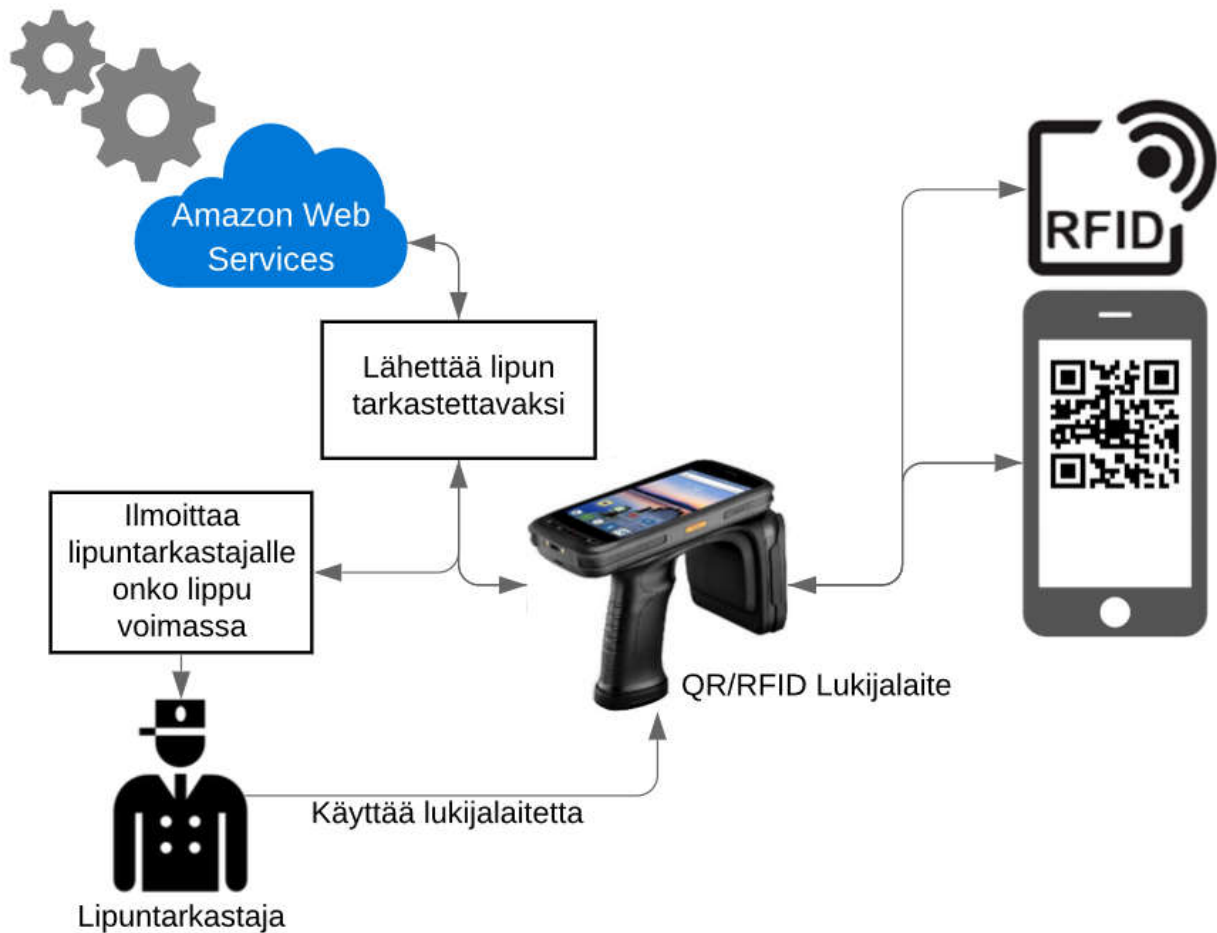 Amazon Web
Services
RFID
Lähettää lipun
tarkastettavaksi
Ilmoittaa
lipuntarkastajalle
onko lippu
voimassa
QR/RFID Lukijalaite
Käyttää lukijalaitetta
Lipuntarkastaja